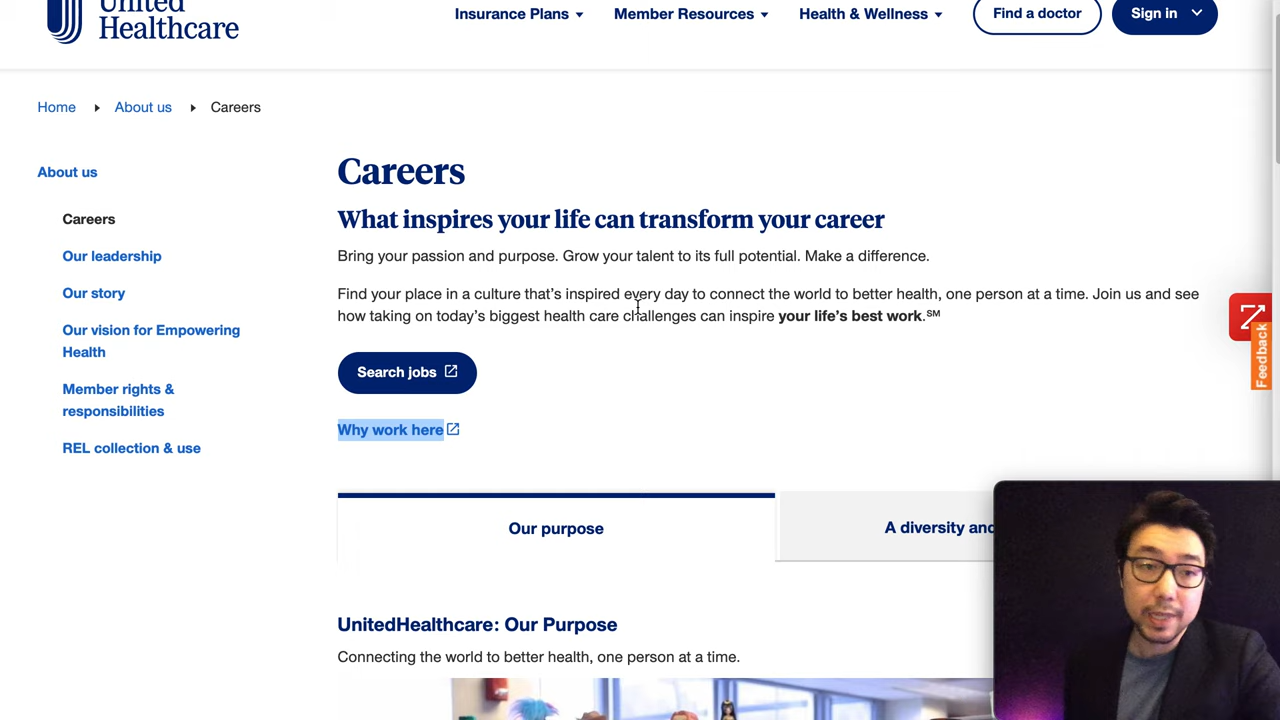 United
Healthcare
Insurance Plans
Member Resources
Health & Wellness
Find a doctor
Sign in
Home
About us
Careers
About us
Careers
Our leadership
Our story
Our vision for Empowering
Health
Member rights &
responsibilities
REL collection & use
Careers
What inspires your life can transform your career
Bring your passion and purpose. Grow your talent to its full potential. Make a difference.
Find your place in a culture that's inspired every day to connect the world to better health, one person at a time. Join us and see
how taking on today's biggest health care challenges can inspire your life's best work.℠
Search jobs
Why work here
Our purpose
A diversity and
UnitedHealthcare: Our Purpose
Connecting the world to better health, one person at a time.
Feedback